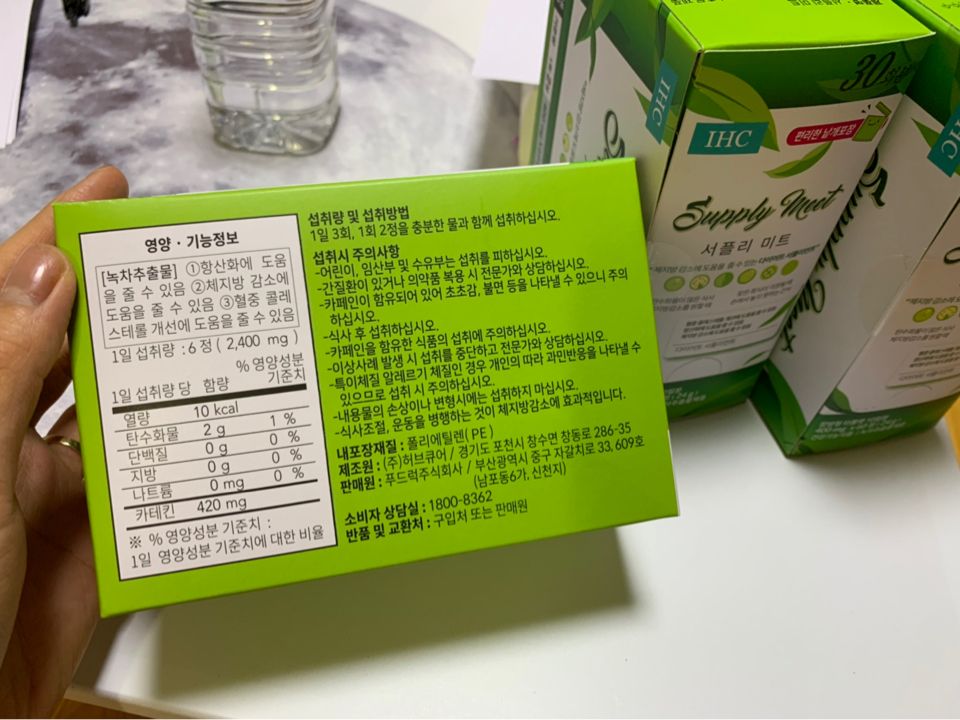 영양·기능정보
[녹차추출물] ①항산화에 도움
을 줄 수 있음 ②체지방 감소에
도움을 줄 수 있음 ③혈중 콜레
스테롤 개선에 도움을 줄 수 있음
1일 섭취량 : 6정 ( 2,400 mg )
1일 섭취량 당 함량 % 영양성분 기준치
열량 10 kcal
탄수화물 2 g 1 %
단백질 0 g 0 %
지방 0 g 0 %
나트륨 0 mg 0 %
카테킨 420 mg
※ % 영양성분 기준치 :
1일 영양성분 기준치에 대한 비율
섭취량 및 섭취방법
1일 3회, 1회 2정을 충분한 물과 함께 섭취하십시오.
섭취시 주의사항
-어린이, 임산부 및 수유부는 섭취를 피하십시오.
-간질환이 있거나 의약품 복용 시 전문가와 상담하십시오.
-카페인이 함유되어 있어 초초감, 불면 등을 나타낼 수 있으니 주의
하십시오.
-식사 후 섭취하십시오.
-카페인을 함유한 식품의 섭취에 주의하십시오.
-이상사례 발생 시 섭취를 중단하고 전문가와 상담하십시오.
-특이체질 알레르기 체질인 경우 개인의 따라 과민반응을 나타낼 수
있으므로 섭취 시 주의하십시오.
-내용물의 손상이나 변형시에는 섭취하지 마십시오.
-식사조절, 운동을 병행하는 것이 체지방감소에 효과적입니다.
내포장재질 : 폴리에틸렌( PE )
제조원 : (주)허브큐어 / 경기도 포천시 창수면 창동로 286-35
판매원 : 푸드럭주식회사 / 부산광역시 중구 자갈치로 33, 609호
(남포동6가, 신천지)
소비자 상담실 : 1800-8362
반품 및 교환처 : 구입처 또는 판매원
IHC
30
IHC
편리한 낱개포장
Supply Meet
서플리 미트
IHC